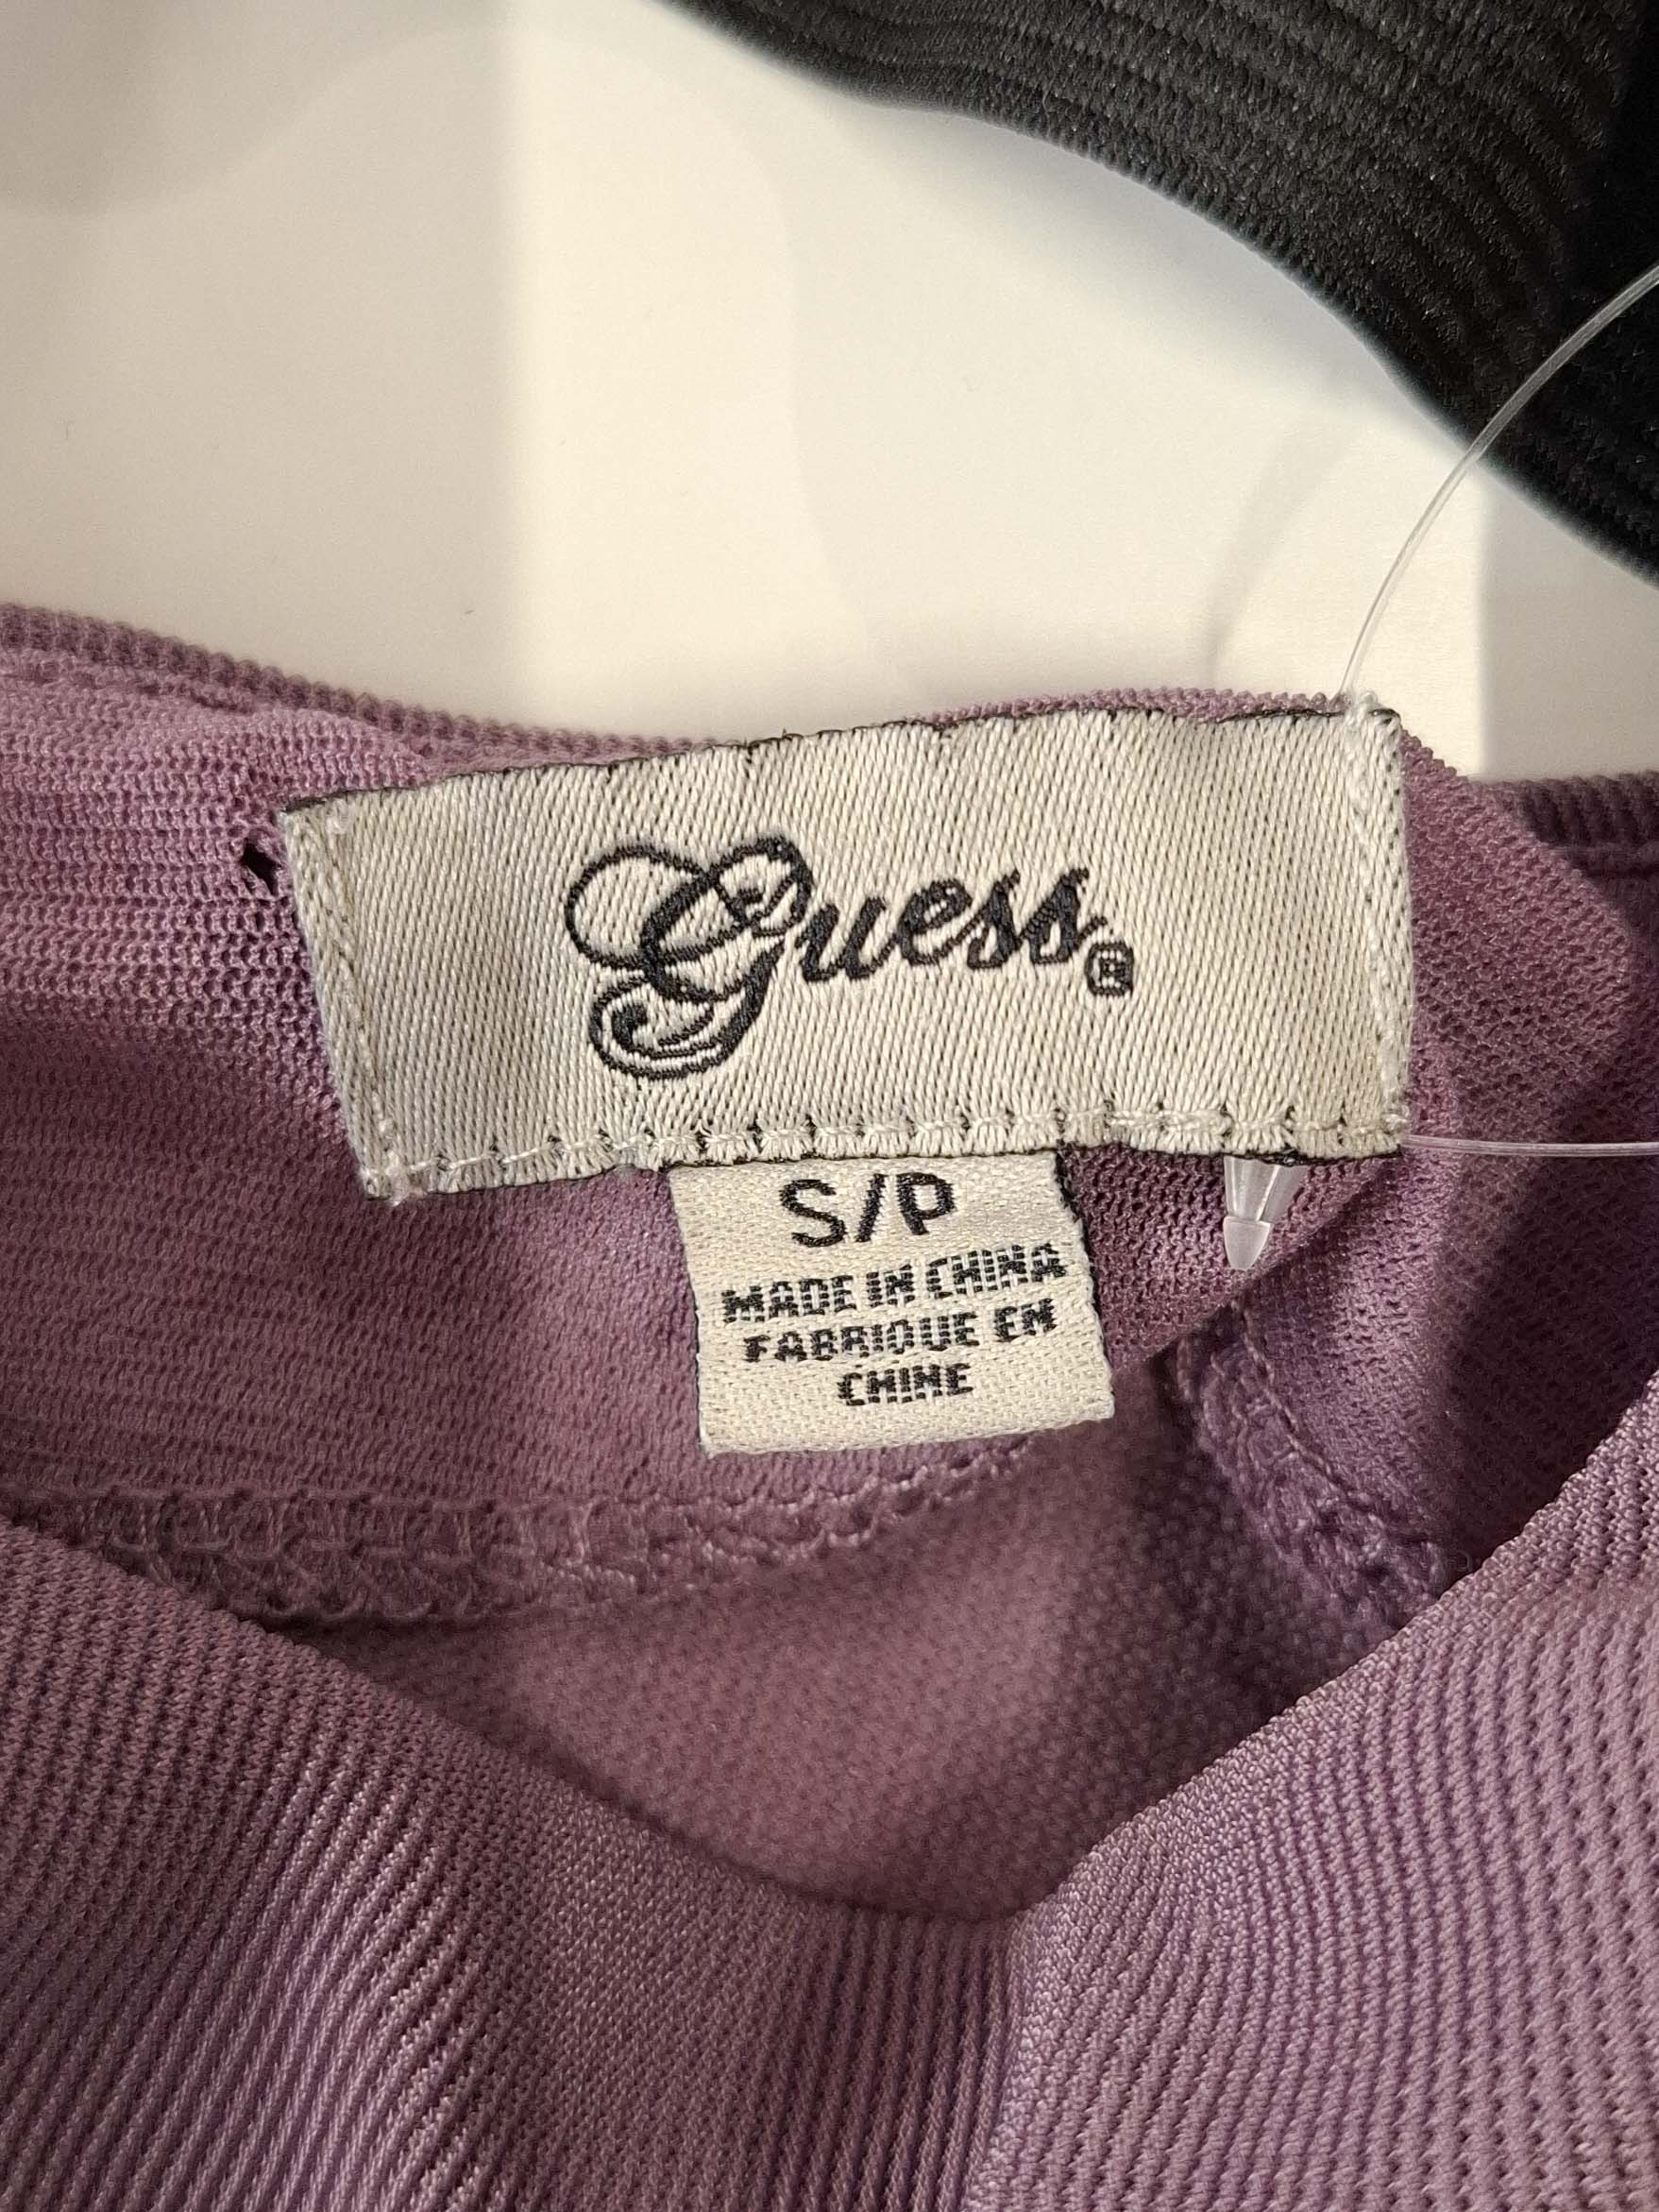 Guess®
S/P
MADE IN CHINA
FABRIQUE EN
CHINE